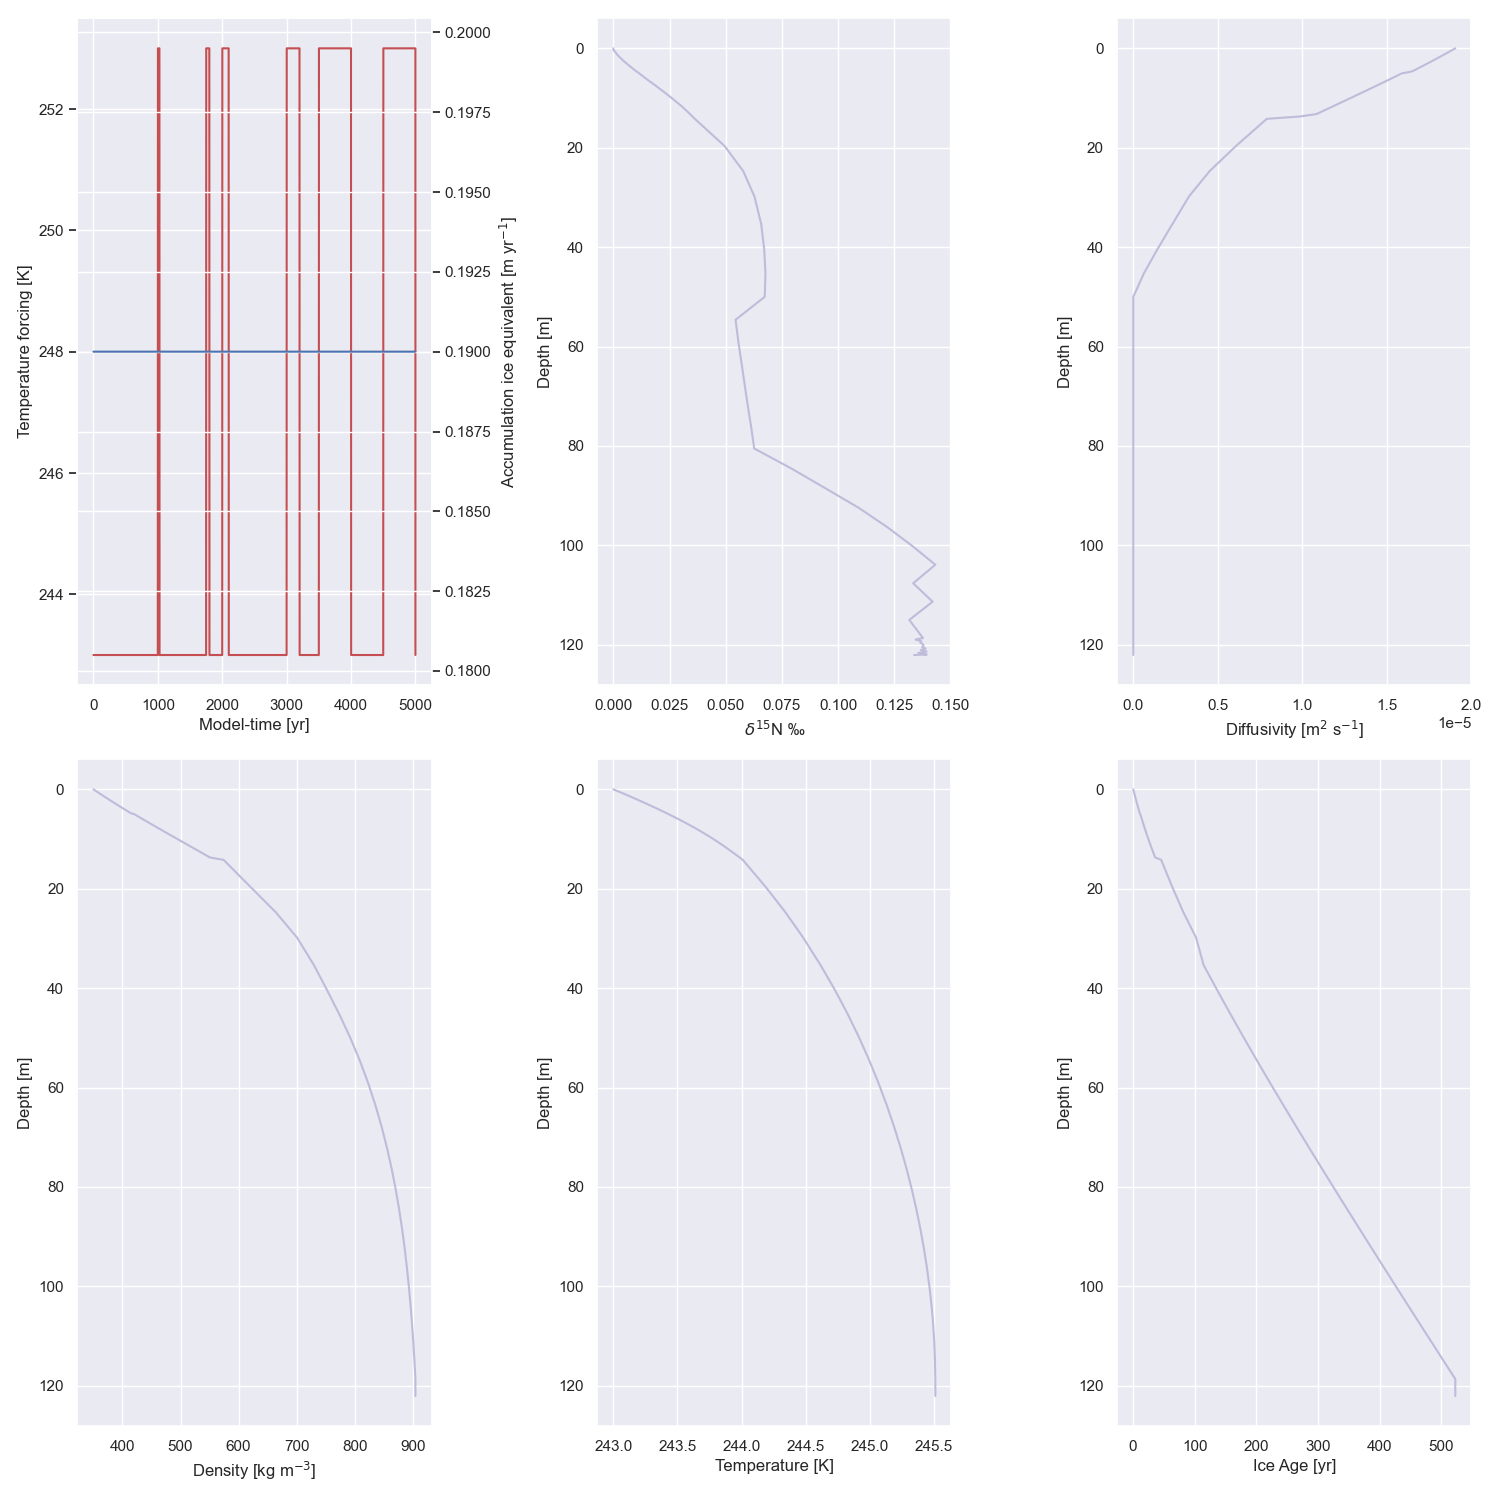 252
250
248
246
244
Temperature forcing [K]
0.2000
0.1975
0.1950
0.1925
0.1900
0.1875
0.1850
0.1825
0.1800
Accumulation ice equivalent [m yr⁻¹]
0 1000 2000 3000 4000 5000
Model-time [yr]
0
20
40
60
80
100
120
Depth [m]
0.000 0.025 0.050 0.075 0.100 0.125 0.150
δ¹⁵N ‰
0
20
40
60
80
100
120
Depth [m]
0.0 0.5 1.0 1.5 2.0
1e−5
Diffusivity [m² s⁻¹]
0
20
40
60
80
100
120
Depth [m]
400 500 600 700 800 900
Density [kg m⁻³]
0
20
40
60
80
100
120
Depth [m]
243.0 243.5 244.0 244.5 245.0 245.5
Temperature [K]
0
20
40
60
80
100
120
Depth [m]
0 100 200 300 400 500
Ice Age [yr]